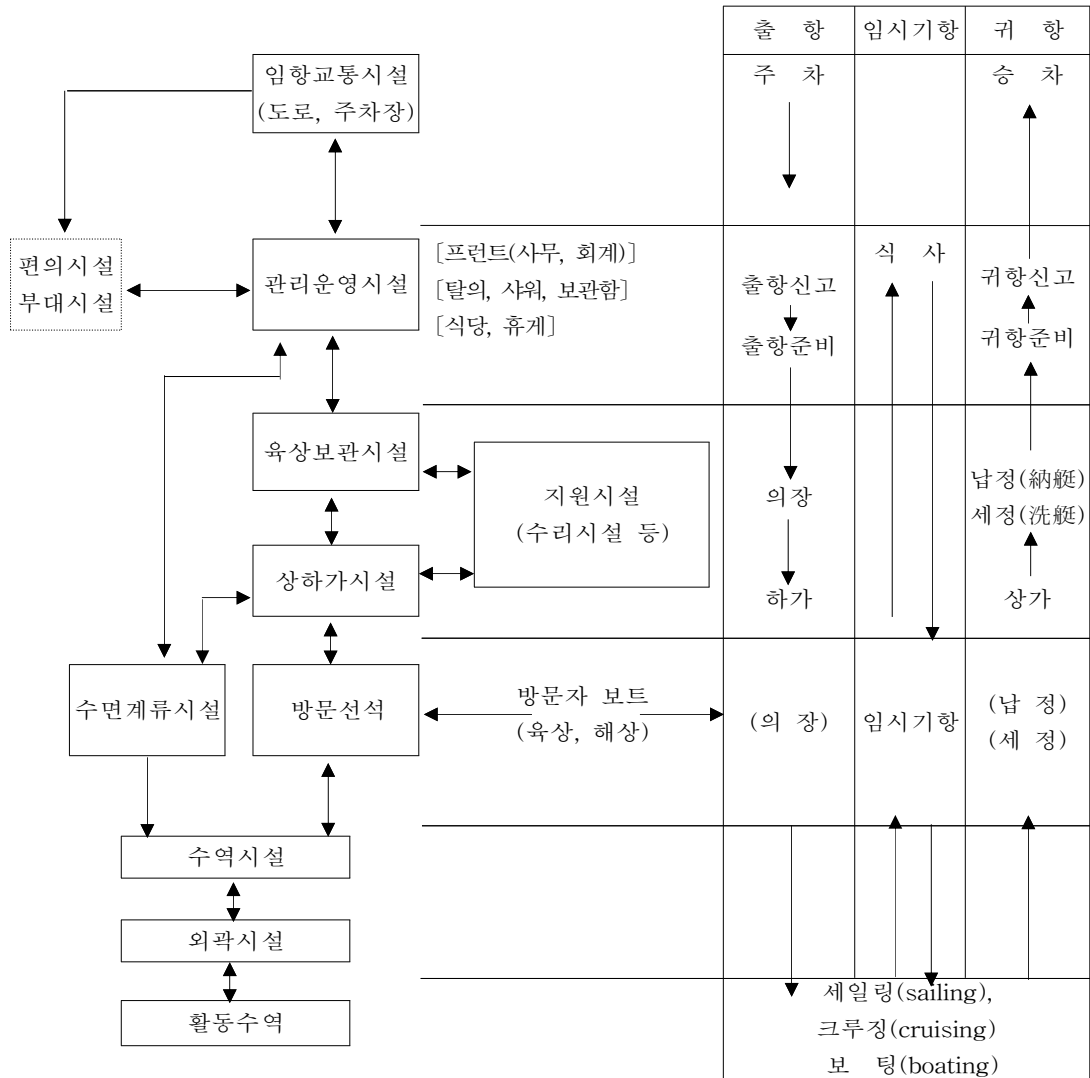 출 항 임시기항 귀 항
임항교통시설
(도로, 주차장)
주 차 승 차
편의시설
부대시설
관리운영시설
[프런트(사무, 회계)]
[탈의, 샤워, 보관함]
[식당, 휴게]
식 사
출항신고
출항준비
귀항신고
귀항준비
육상보관시설
지원시설
(수리시설 등)
의장
납정(納艇)
세정(洗艇)
상하가시설
하가 상가
수면계류시설
방문선석
방문자 보트
(육상, 해상)
(의 장)
임시기항
(납 정)
(세 정)
수역시설
외곽시설
활동수역
세일링(sailing),
크루징(cruising)
보 팅(boating)